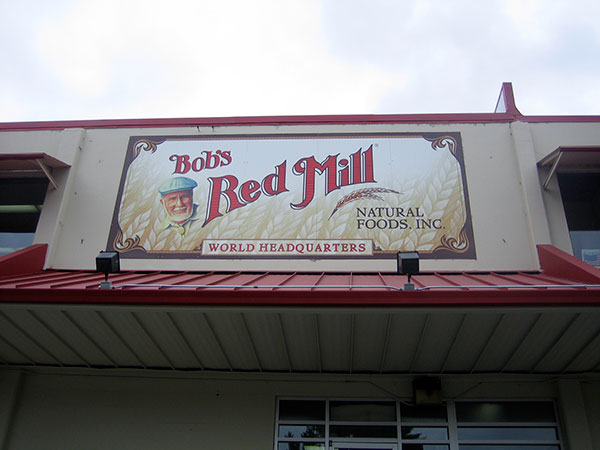 Bob's
Red Mill
NATURAL
FOODS, INC.
WORLD HEADQUARTERS